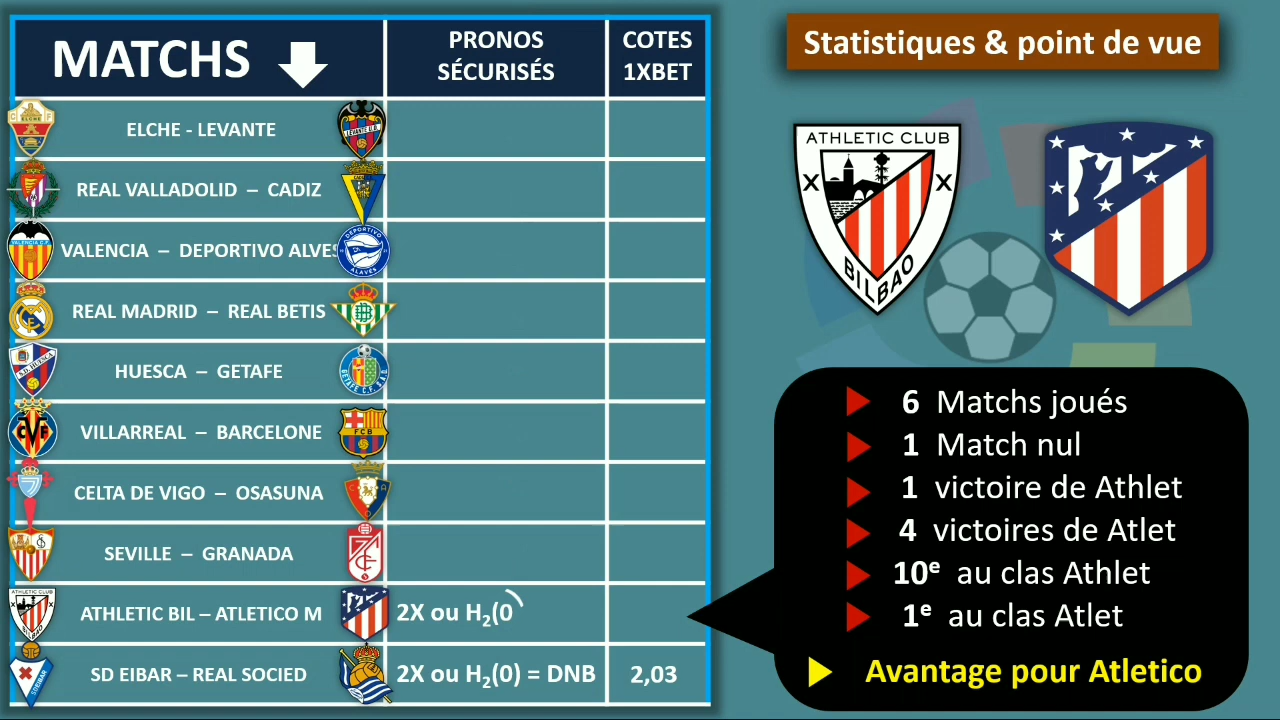 MATCHS
PRONOS
SÉCURISÉS
COTES
1XBET
ELCHE - LEVANTE
REAL VALLADOLID – CADIZ
VALENCIA – DEPORTIVO ALVES
REAL MADRID – REAL BETIS
HUESCA – GETAFE
VILLARREAL – BARCELONE
CELTA DE VIGO – OSASUNA
SEVILLE – GRANADA
ATHLETIC BIL – ATLETICO M
2X ou H₂(0)
SD EIBAR – REAL SOCIED
2X ou H₂(0) = DNB
2,03
Statistiques & point de vue
ATHLETIC CLUB
BILBAO
6 Matchs joués
1 Match nul
1 victoire de Athlet
4 victoires de Atlet
10ᵉ au clas Athlet
1ᵉ au clas Atlet
Avantage pour Atletico